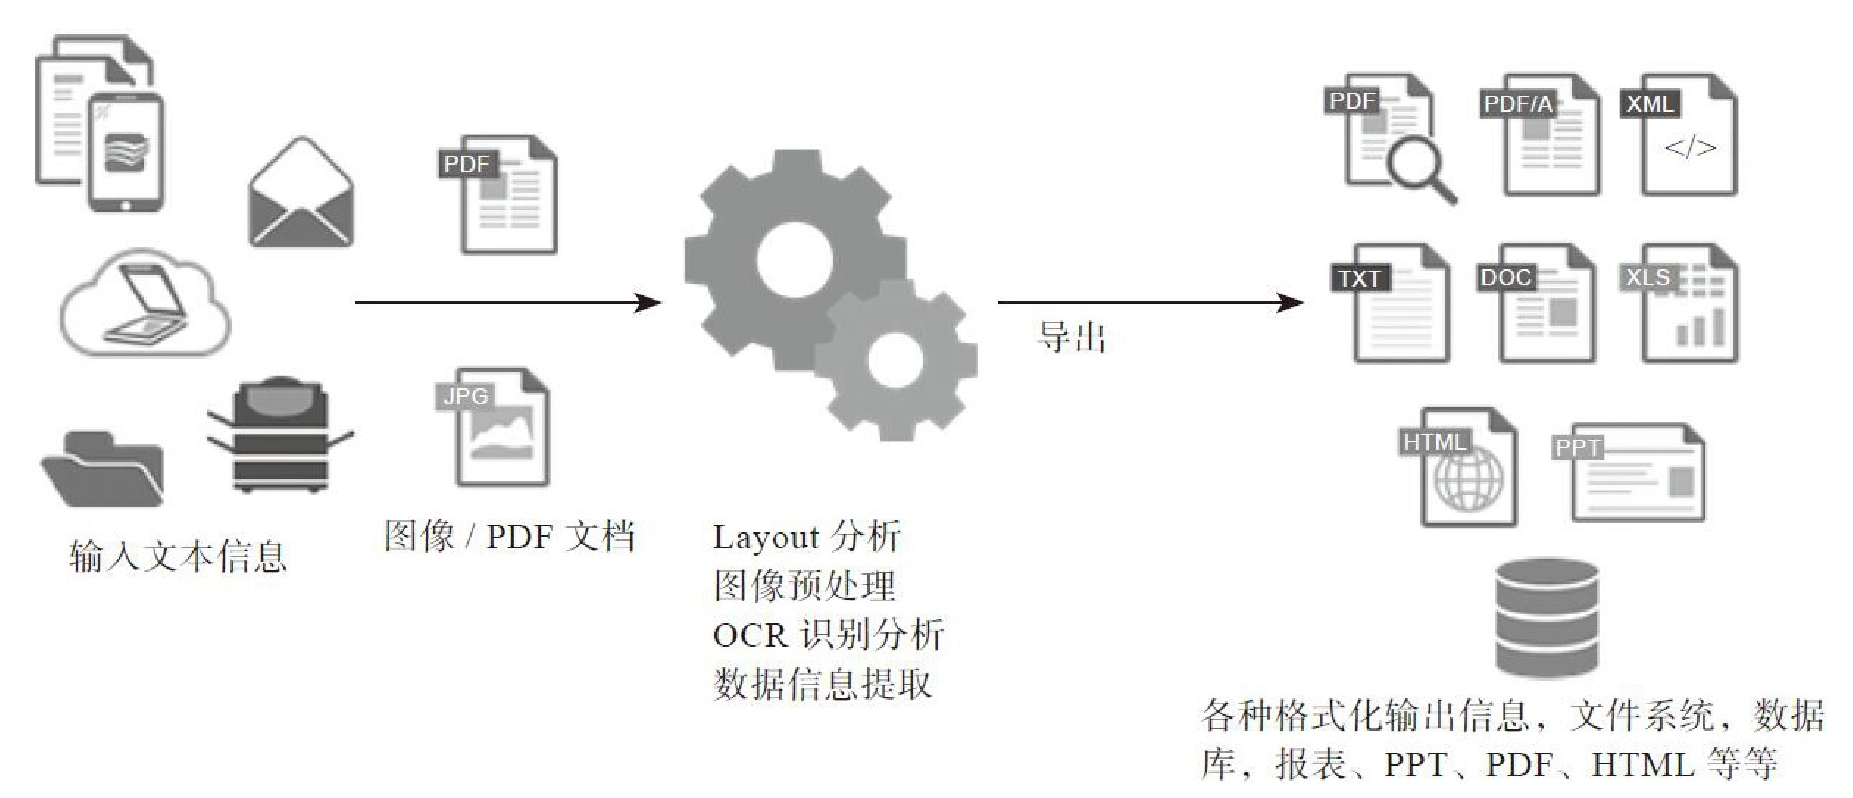 PDF
JPG
输入文本信息
图像 / PDF 文档
Layout 分析
图像预处理
OCR 识别分析
数据信息提取
导出
PDF
PDF/A
XML
</>
TXT
DOC
XLS
HTML
PPT
各种格式化输出信息，文件系统，数据
库，报表、PPT、PDF、HTML 等等